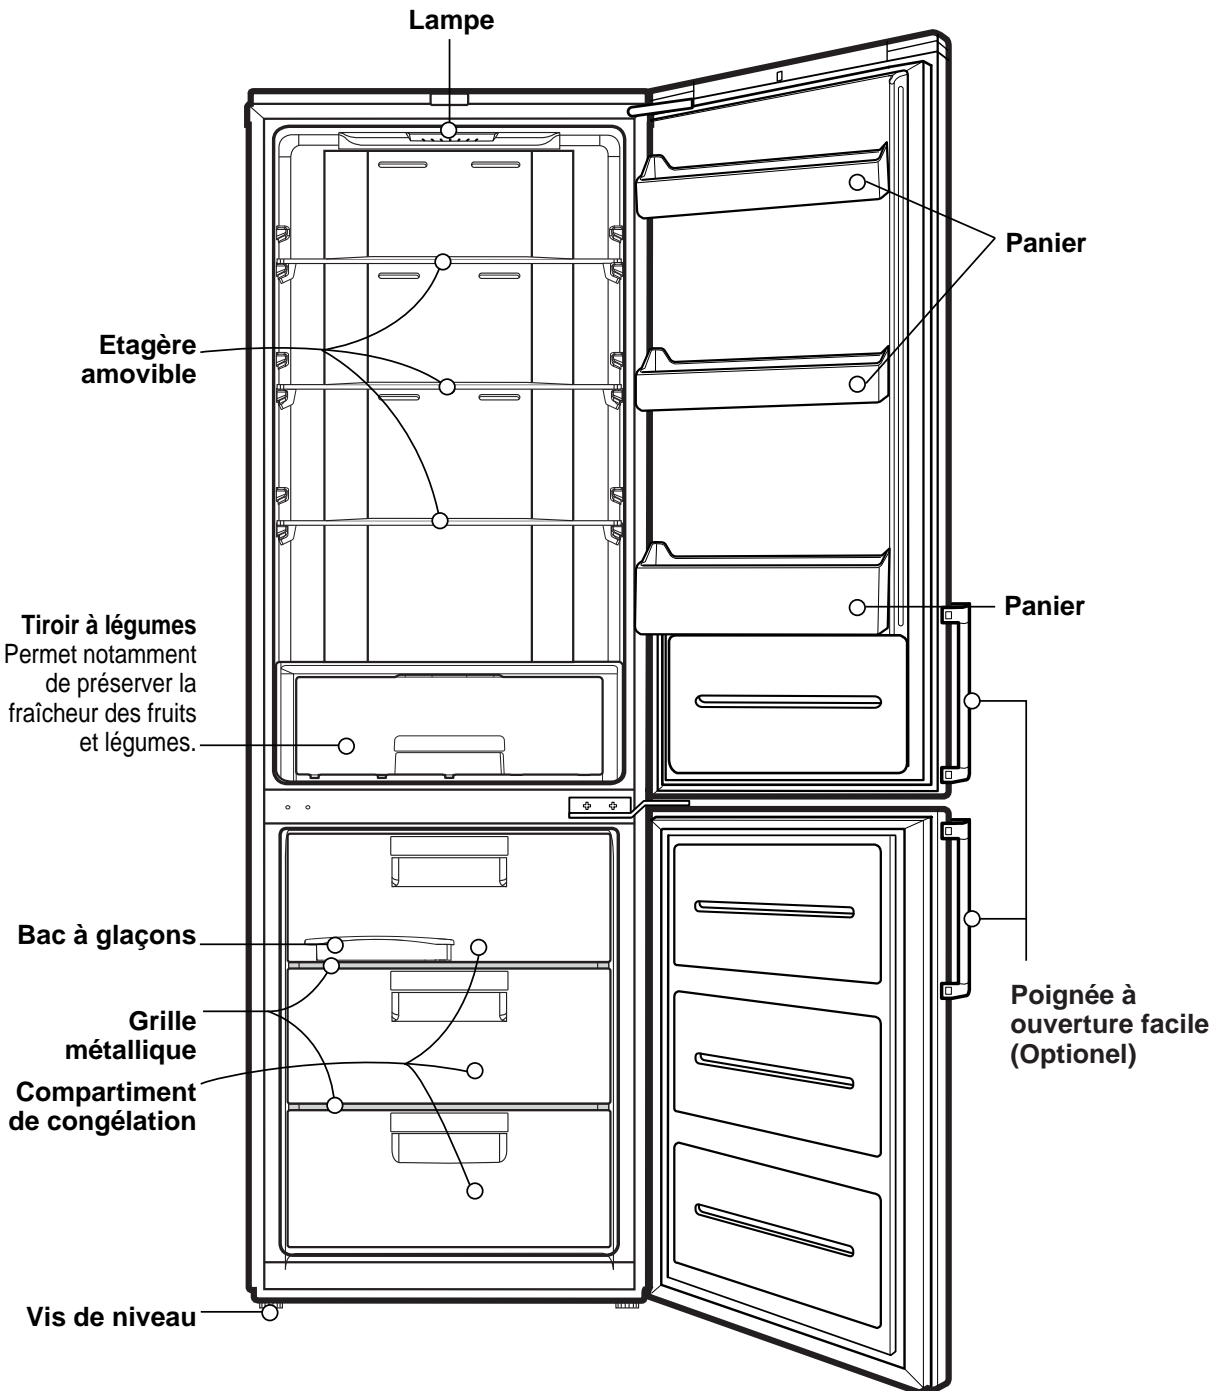 Lampe
Panier
Etagère
amovible
Panier
Tiroir à légumes
Permet notamment
de préserver la
fraîcheur des fruits
et légumes.
Bac à glaçons
Poignée à
ouverture facile
(Optionel)
Grille
métallique
Compartiment
de congélation
Vis de niveau